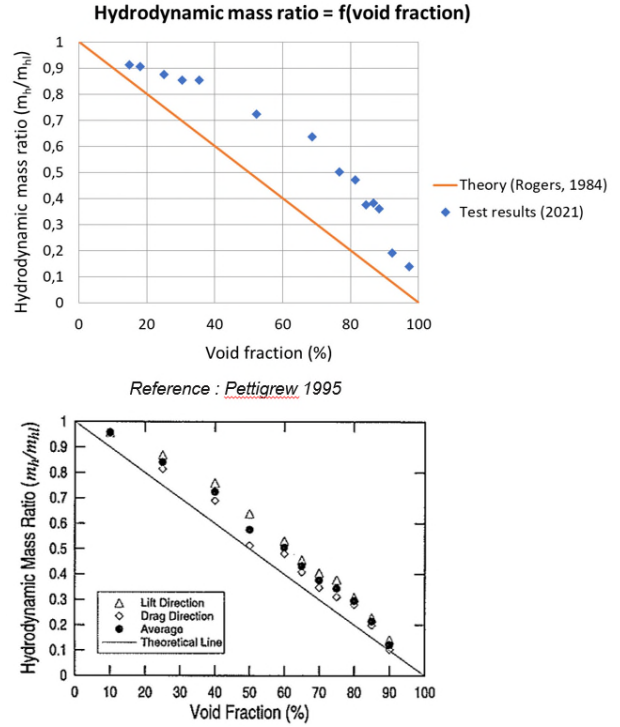 Hydrodynamic mass ratio = f(void fraction)
Hydrodynamic mass ratio (mh/mhl)
1
0,9
0,8
0,7
0,6
0,5
0,4
0,3
0,2
0,1
0
0 20 40 60 80 100
Void fraction (%)
Theory (Rogers, 1984)
Test results (2021)
Reference : Pettigrew 1995
Hydrodynamic Mass Ratio (mh/mhl)
1
0.9
0.8
0.7
0.6
0.5
0.4
0.3
0.2
0.1
0
Lift Direction
Drag Direction
Average
Theoretical Line
0 10 20 30 40 50 60 70 80 90 100
Void Fraction (%)